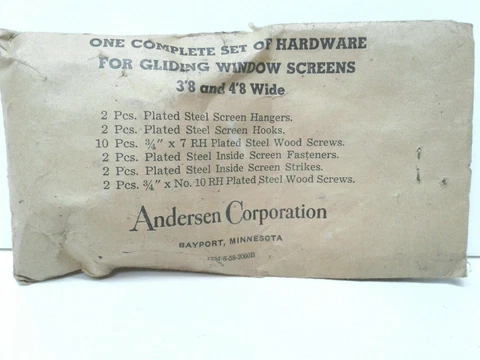 ONE COMPLETE SET OF HARDWARE
FOR GLIDING WINDOW SCREENS
3'8 and 4'8 Wide
2 Pcs. Plated Steel Screen Hangers.
2 Pcs. Plated Steel Screen Hooks.
10 Pcs. ¾" x 7 RH Plated Steel Wood Screws.
2 Pcs. Plated Steel Inside Screen Fasteners.
2 Pcs. Plated Steel Inside Screen Strikes.
2 Pcs. ¾" x No. 10 RH Plated Steel Wood Screws.
Andersen Corporation
BAYPORT, MINNESOTA